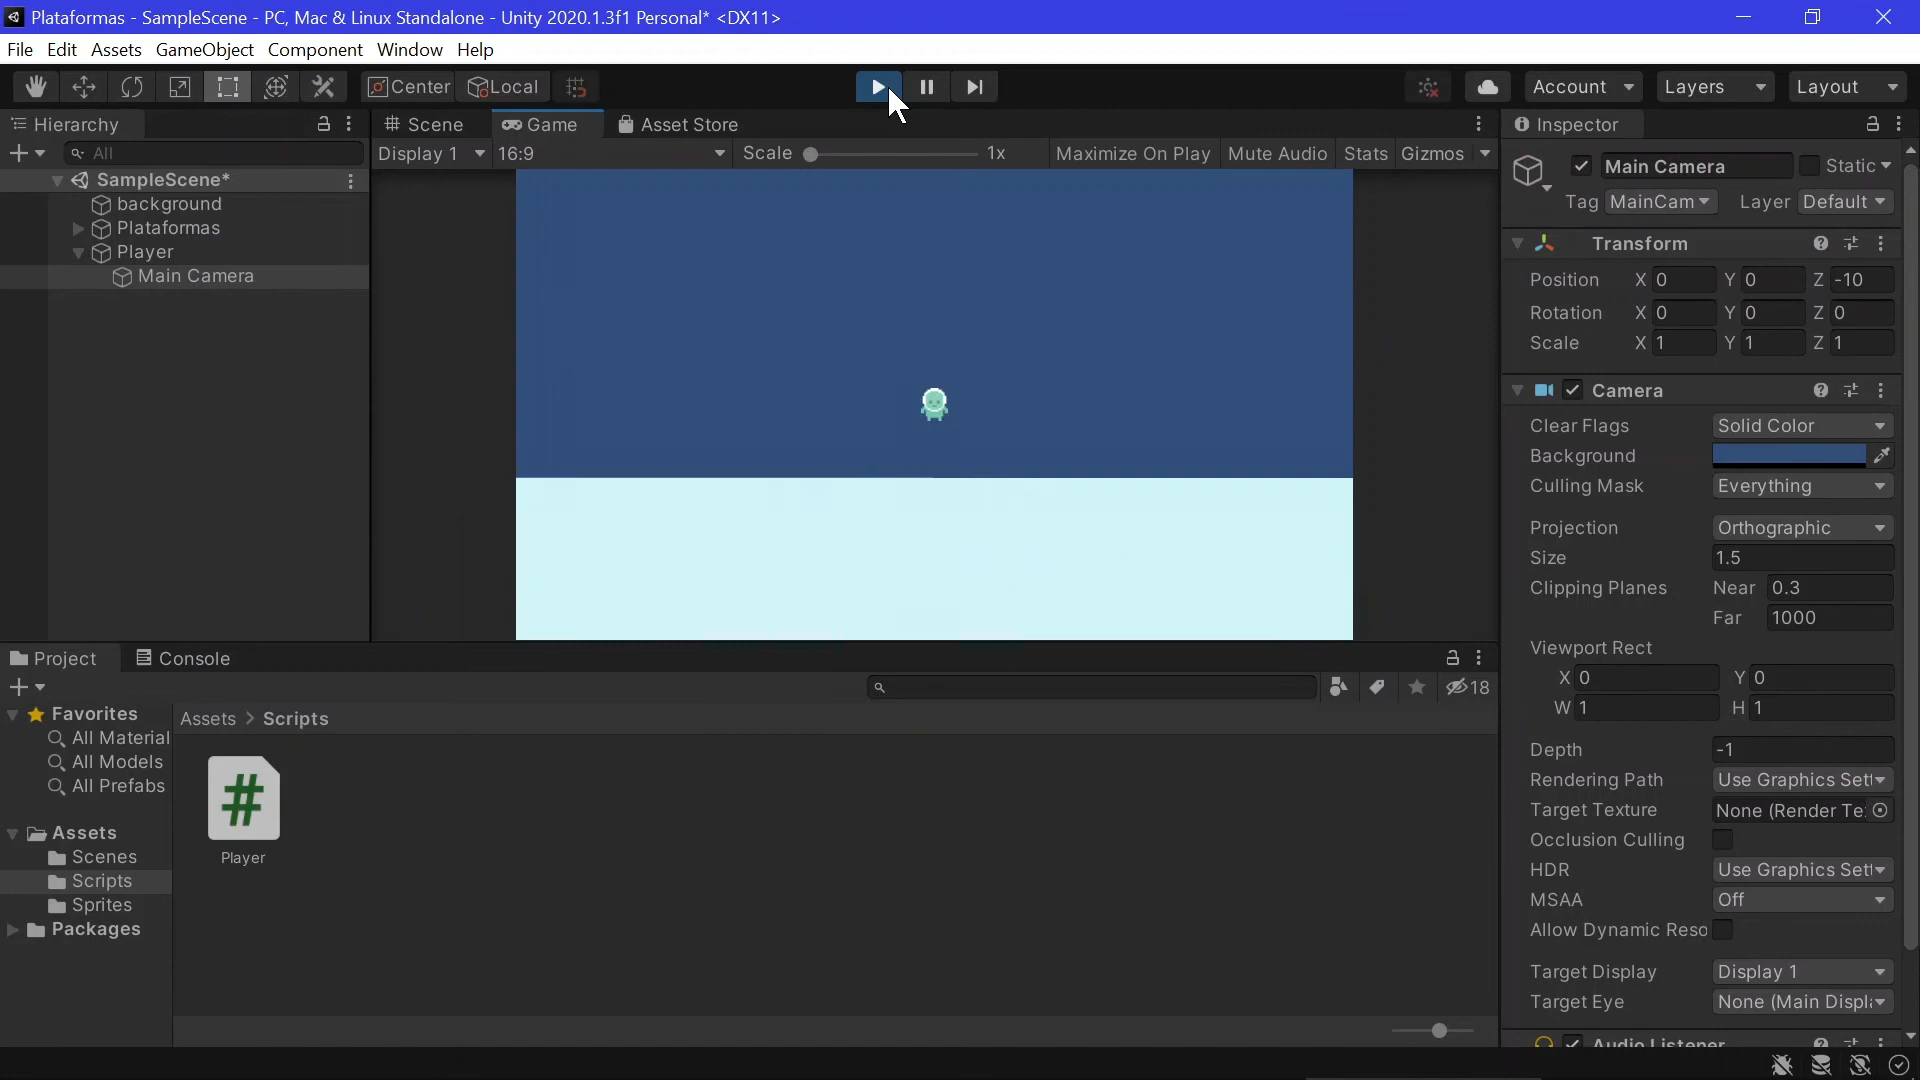 Plataformas - SampleScene - PC, Mac & Linux Standalone - Unity 2020.1.3f1 Personal* <DX11>
File Edit Assets GameObject Component Window Help
Center Local Account Layers Layout
Hierarchy
All
SampleScene*
background
Plataformas
Player
Main Camera
Scene Game Asset Store
Display 1 16:9 Scale 1x Maximize On Play Mute Audio Stats Gizmos
Inspector
Main Camera Static
Tag MainCam Layer Default
Transform
Position X 0 Y 0 Z -10
Rotation X 0 Y 0 Z 0
Scale X 1 Y 1 Z 1
Camera
Clear Flags Solid Color
Background
Culling Mask Everything
Projection Orthographic
Size 1.5
Clipping Planes Near 0.3
Far 1000
Viewport Rect
X 0 Y 0
W 1 H 1
Depth -1
Rendering Path Use Graphics Sett
Target Texture None (Render Te
Occlusion Culling
HDR Use Graphics Sett
MSAA Off
Allow Dynamic Reso
Target Display Display 1
Target Eye None (Main Displ
Audio Listener
Project Console
18
Favorites
All Material
All Models
All Prefabs
Assets
Scenes
Scripts
Sprites
Packages
Assets > Scripts
#
Player